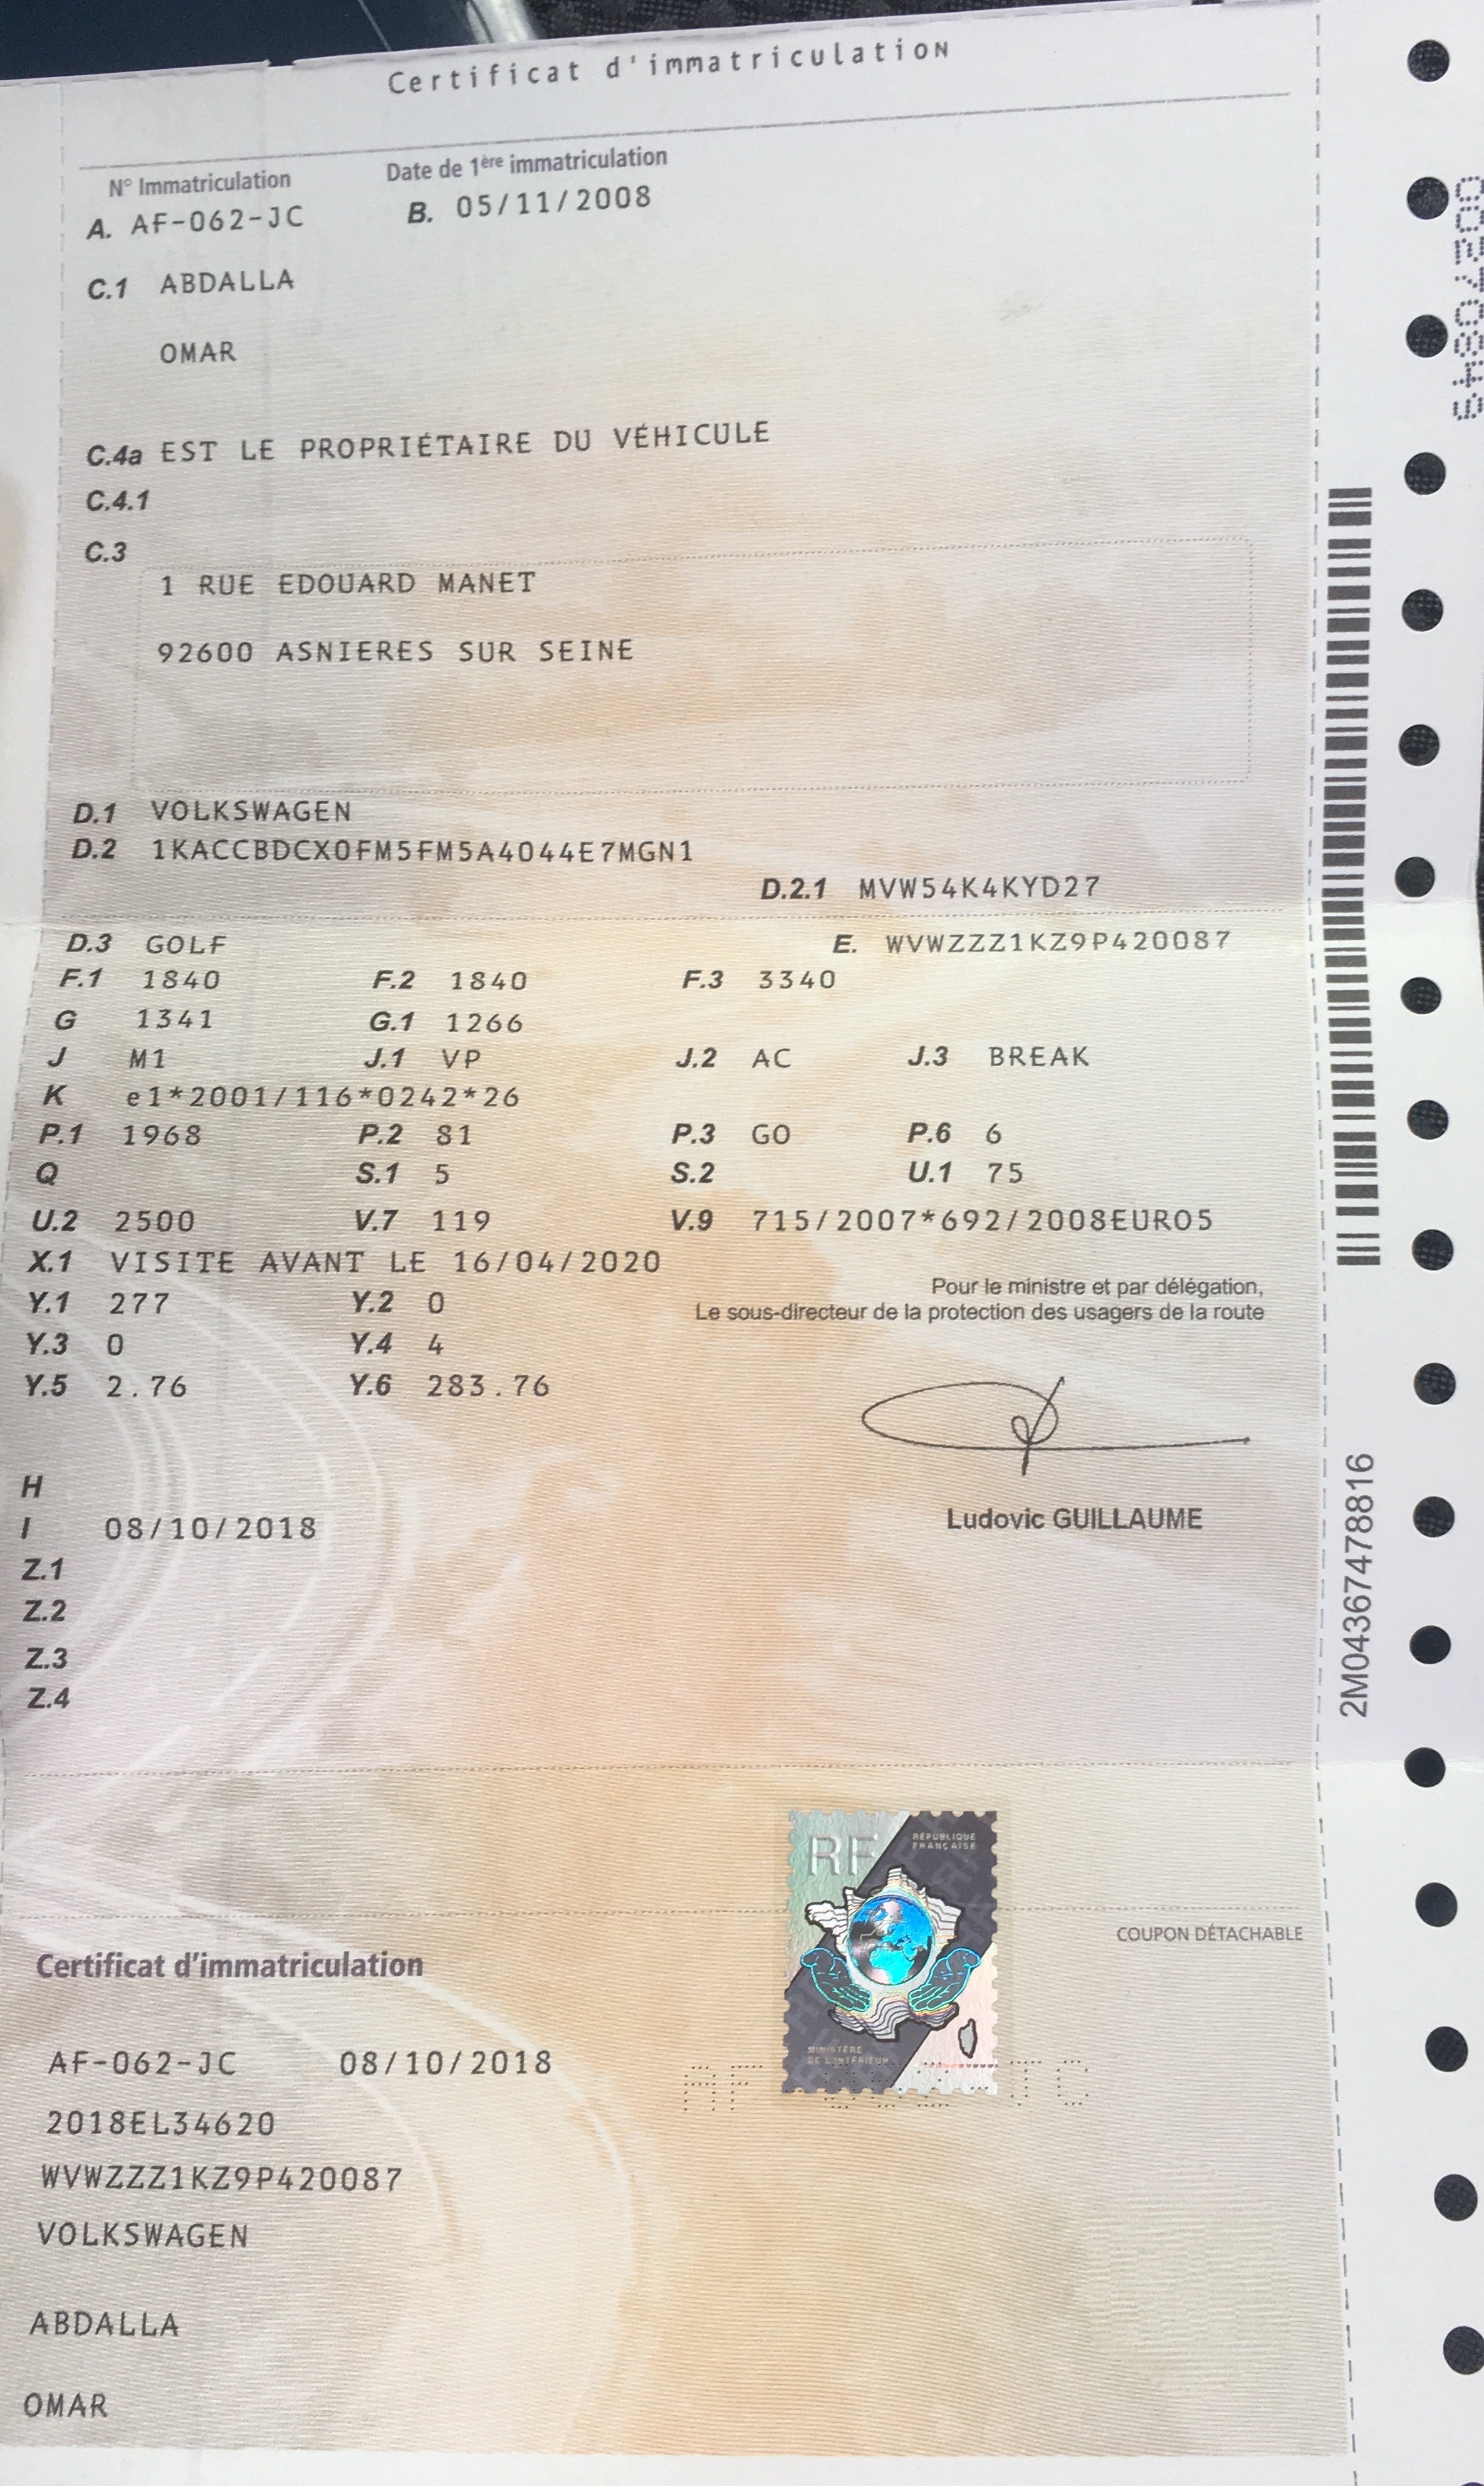 Certificat d'immatriculation
N° Immatriculation Date de 1ère immatriculation
A. AF-062-JC B. 05/11/2008
C.1 ABDALLA
OMAR
C.4a EST LE PROPRIÉTAIRE DU VÉHICULE
C.4.1
C.3
1 RUE EDOUARD MANET
92600 ASNIERES SUR SEINE
D.1 VOLKSWAGEN
D.2 1KACCBDCX0FM5FM5A4044E7MGN1
D.2.1 MVW54K4KYD27
D.3 GOLF E. WVWZZZ1KZ9P420087
F.1 1840 F.2 1840 F.3 3340
G 1341 G.1 1266
J M1 J.1 VP J.2 AC J.3 BREAK
K e1*2001/116*0242*26
P.1 1968 P.2 81 P.3 GO P.6 6
Q S.1 5 S.2 U.1 75
U.2 2500 V.7 119 V.9 715/2007*692/2008EURO5
X.1 VISITE AVANT LE 16/04/2020
Pour le ministre et par délégation,
Y.1 277 Y.2 0
Le sous-directeur de la protection des usagers de la route
Y.3 0 Y.4 4
Y.5 2.76 Y.6 283.76
H
Ludovic GUILLAUME
I 08/10/2018
Z.1
Z.2
Z.3
Z.4
2M04367478816
RF
RÉPUBLIQUE
FRANÇAISE
MINISTÈRE
DE L'INTÉRIEUR
COUPON DÉTACHABLE
Certificat d'immatriculation
AF-062-JC 08/10/2018
2018EL34620
WVWZZZ1KZ9P420087
VOLKSWAGEN
ABDALLA
OMAR